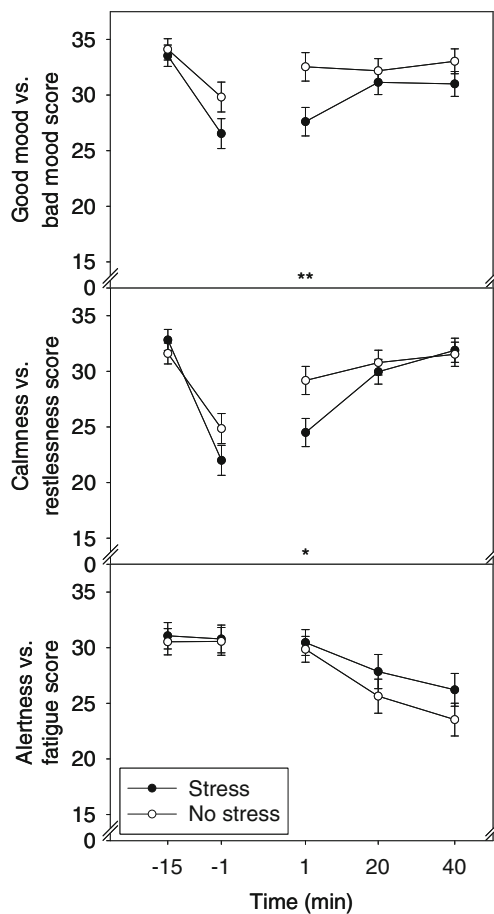 Good mood vs.
bad mood score
35
30
25
20
15
0
**
Calmness vs.
restlessness score
35
30
25
20
15
0
*
Alertness vs.
fatigue score
35
30
25
20
15
0
Stress
No stress
-15 -1 1 20 40
Time (min)